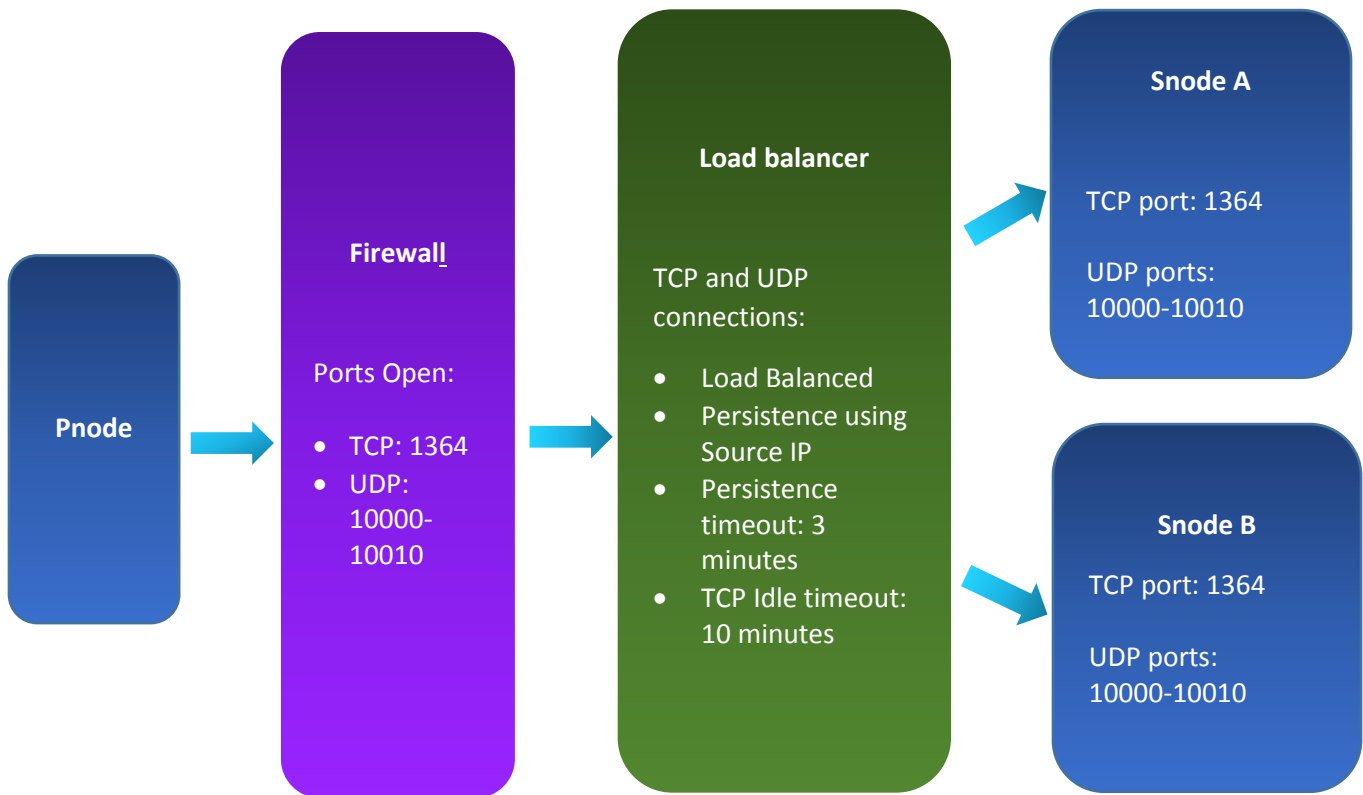 Pnode
Firewall
Ports Open:
• TCP: 1364
• UDP:
10000-
10010
Load balancer
TCP and UDP
connections:
• Load Balanced
• Persistence using
Source IP
• Persistence
timeout: 3
minutes
• TCP Idle timeout:
10 minutes
Snode A
TCP port: 1364
UDP ports:
10000-10010
Snode B
TCP port: 1364
UDP ports:
10000-10010